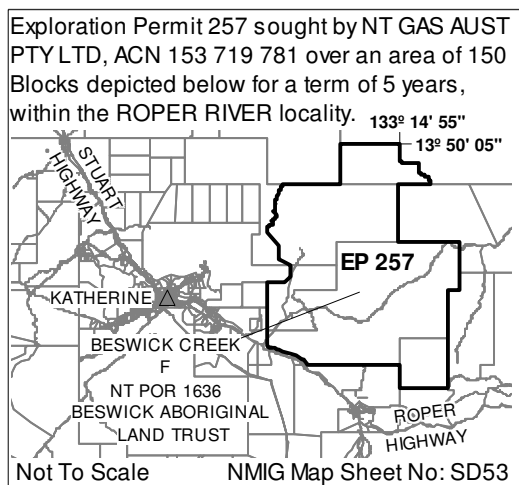 Exploration Permit 257 sought by NT GAS AUST
PTY LTD, ACN 153 719 781 over an area of 150
Blocks depicted below for a term of 5 years,
within the ROPER RIVER locality.
133º 14' 55"
13º 50' 05"
STUART
HIGHWAY
EP 257
KATHERINE
BESWICK CREEK
F
NT POR 1636
BESWICK ABORIGINAL
LAND TRUST
ROPER
HIGHWAY
Not To Scale
NMIG Map Sheet No: SD53